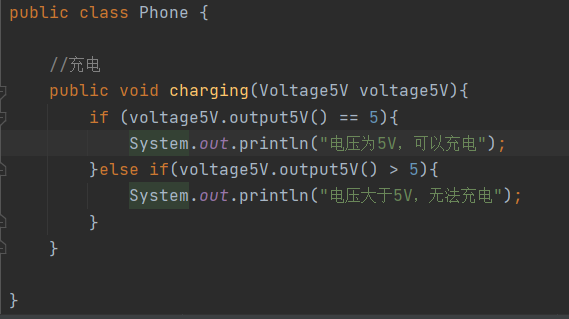 public class Phone {
//充电
public void charging(Voltage5V voltage5V){
if (voltage5V.output5V() == 5){
System.out.println("电压为5V，可以充电");
}else if(voltage5V.output5V() > 5){
System.out.println("电压大于5V，无法充电");
}
}
}